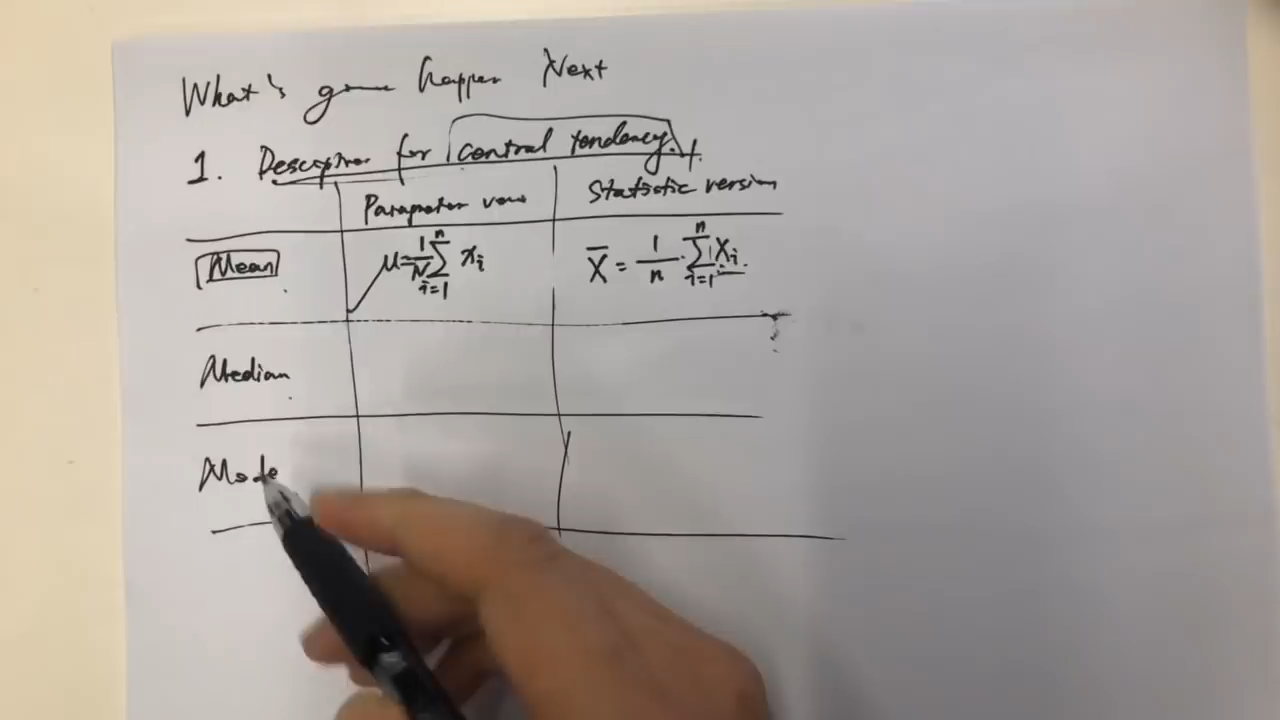 What's gonna happen Next
1. Description for central tendency.
Parameter vers Statistic version
Mean μ=1/N ∑_{i=1}^{n} x_i X̄ = 1/n · ∑_{i=1}^{n} X_i.
Median
Mode